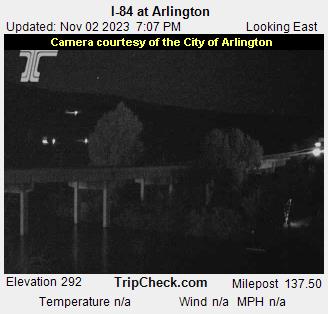 I-84 at Arlington
Updated: Nov 02 2023 7:07 PM Looking East
Camera courtesy of the City of Arlington
Elevation 292 TripCheck.com Milepost 137.50
Temperature n/a Wind n/a MPH n/a